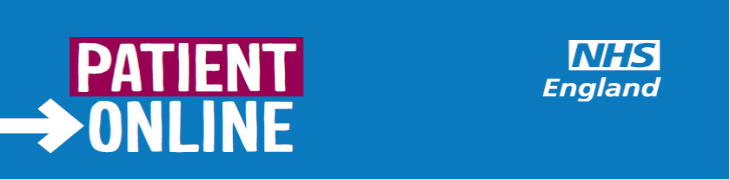 PATIENT
ONLINE
NHS
England